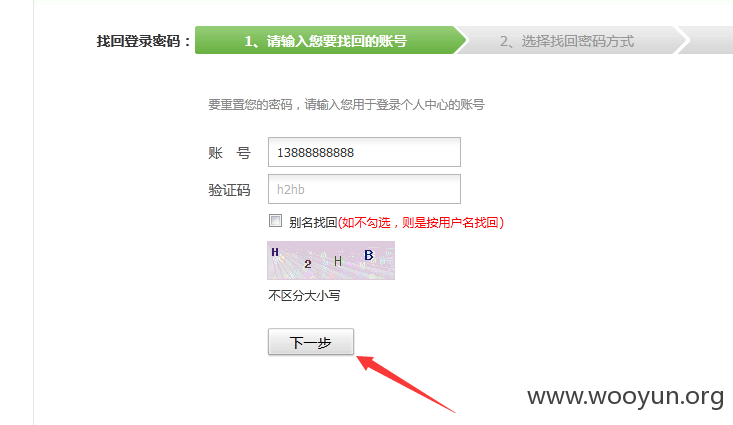 找回登录密码： 1、请输入您要找回的账号 2、选择找回密码方式
要重置您的密码，请输入您用于登录个人中心的账号
账 号 13888888888
验证码 h2hb
别名找回(如不勾选，则是按用户名找回)
H 2 H B
不区分大小写
下一步
www.wooyun.org